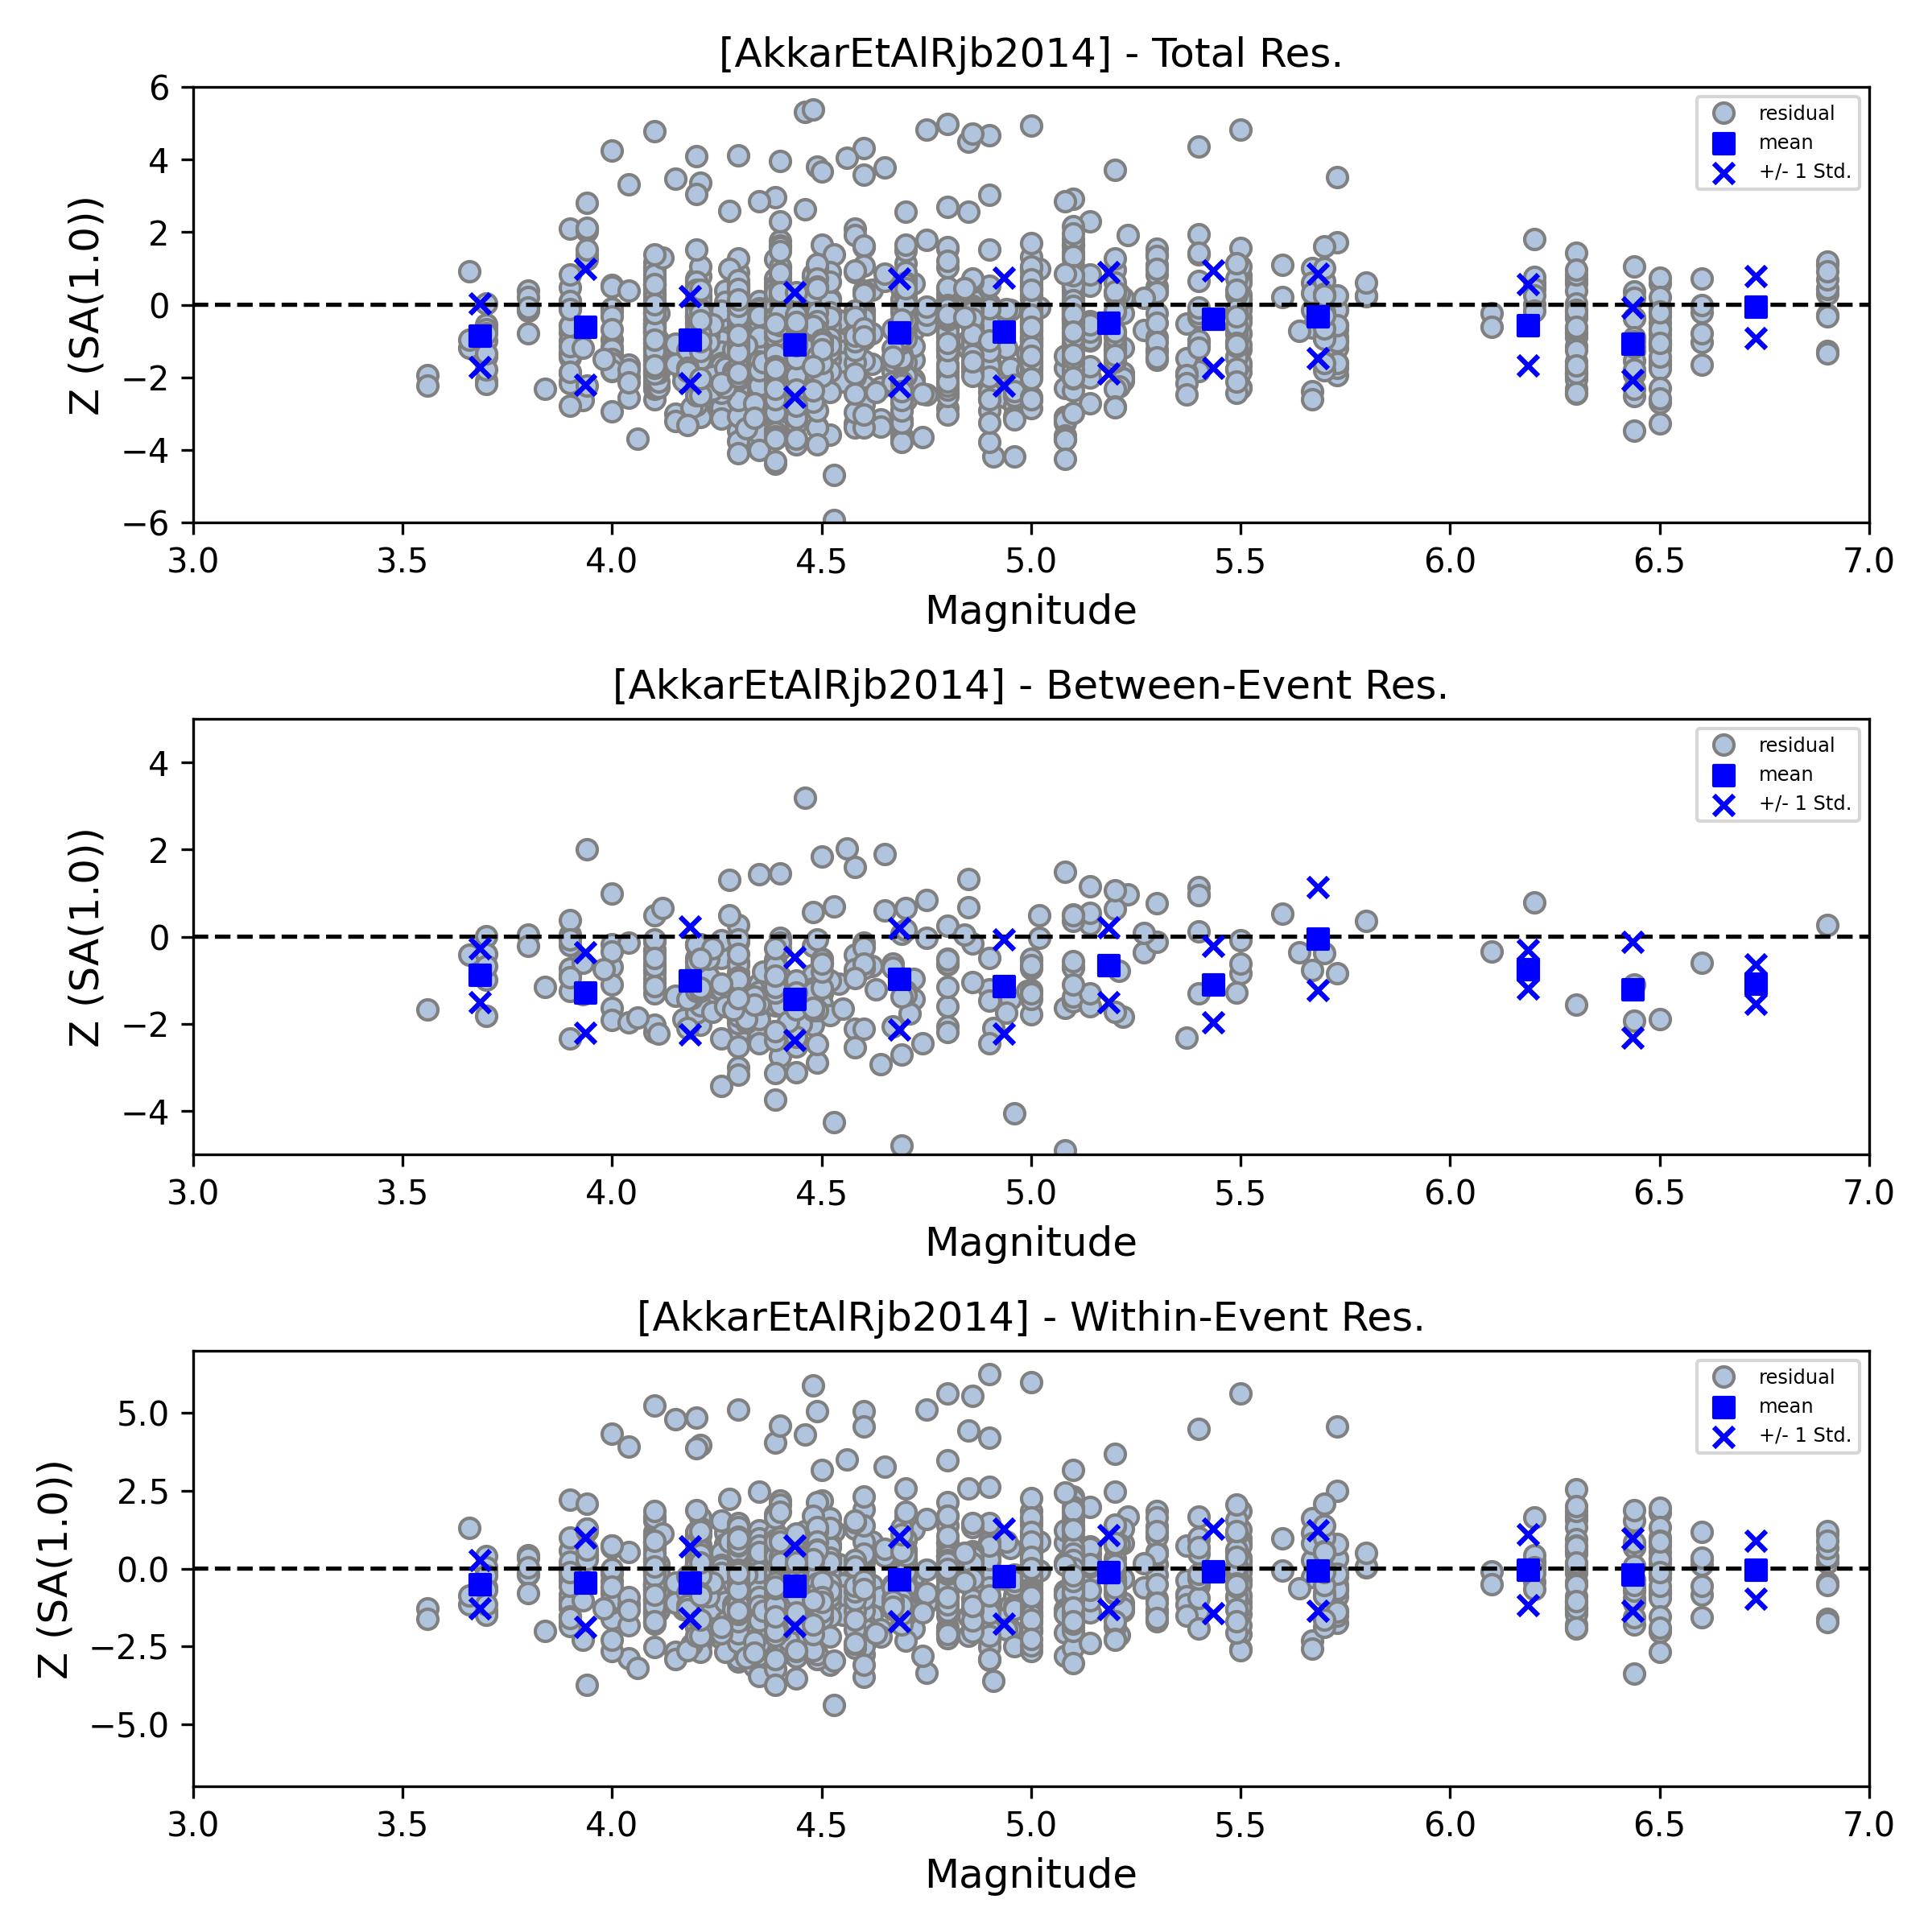 [AkkarEtAlRjb2014] - Total Res.
residual
mean
+/- 1 Std.
Z (SA(1.0))
6
4
2
0
−2
−4
−6
3.0 3.5 4.0 4.5 5.0 5.5 6.0 6.5 7.0
Magnitude
[AkkarEtAlRjb2014] - Between-Event Res.
residual
mean
+/- 1 Std.
Z (SA(1.0))
4
2
0
−2
−4
3.0 3.5 4.0 4.5 5.0 5.5 6.0 6.5 7.0
Magnitude
[AkkarEtAlRjb2014] - Within-Event Res.
residual
mean
+/- 1 Std.
Z (SA(1.0))
5.0
2.5
0.0
−2.5
−5.0
3.0 3.5 4.0 4.5 5.0 5.5 6.0 6.5 7.0
Magnitude